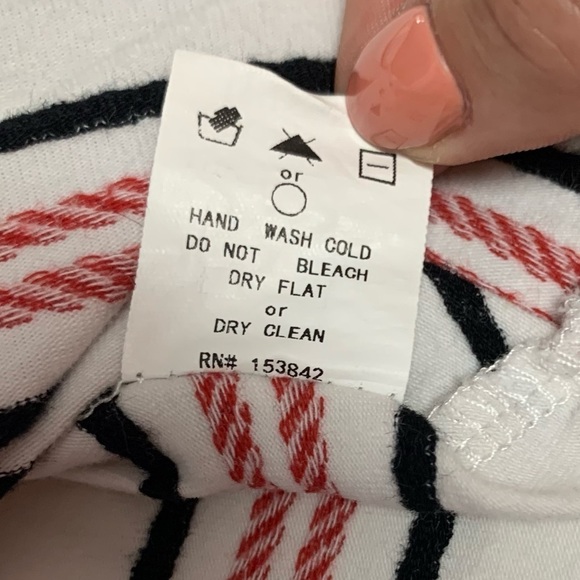 or
HAND WASH COLD
DO NOT BLEACH
DRY FLAT
or
DRY CLEAN
RN# 153842